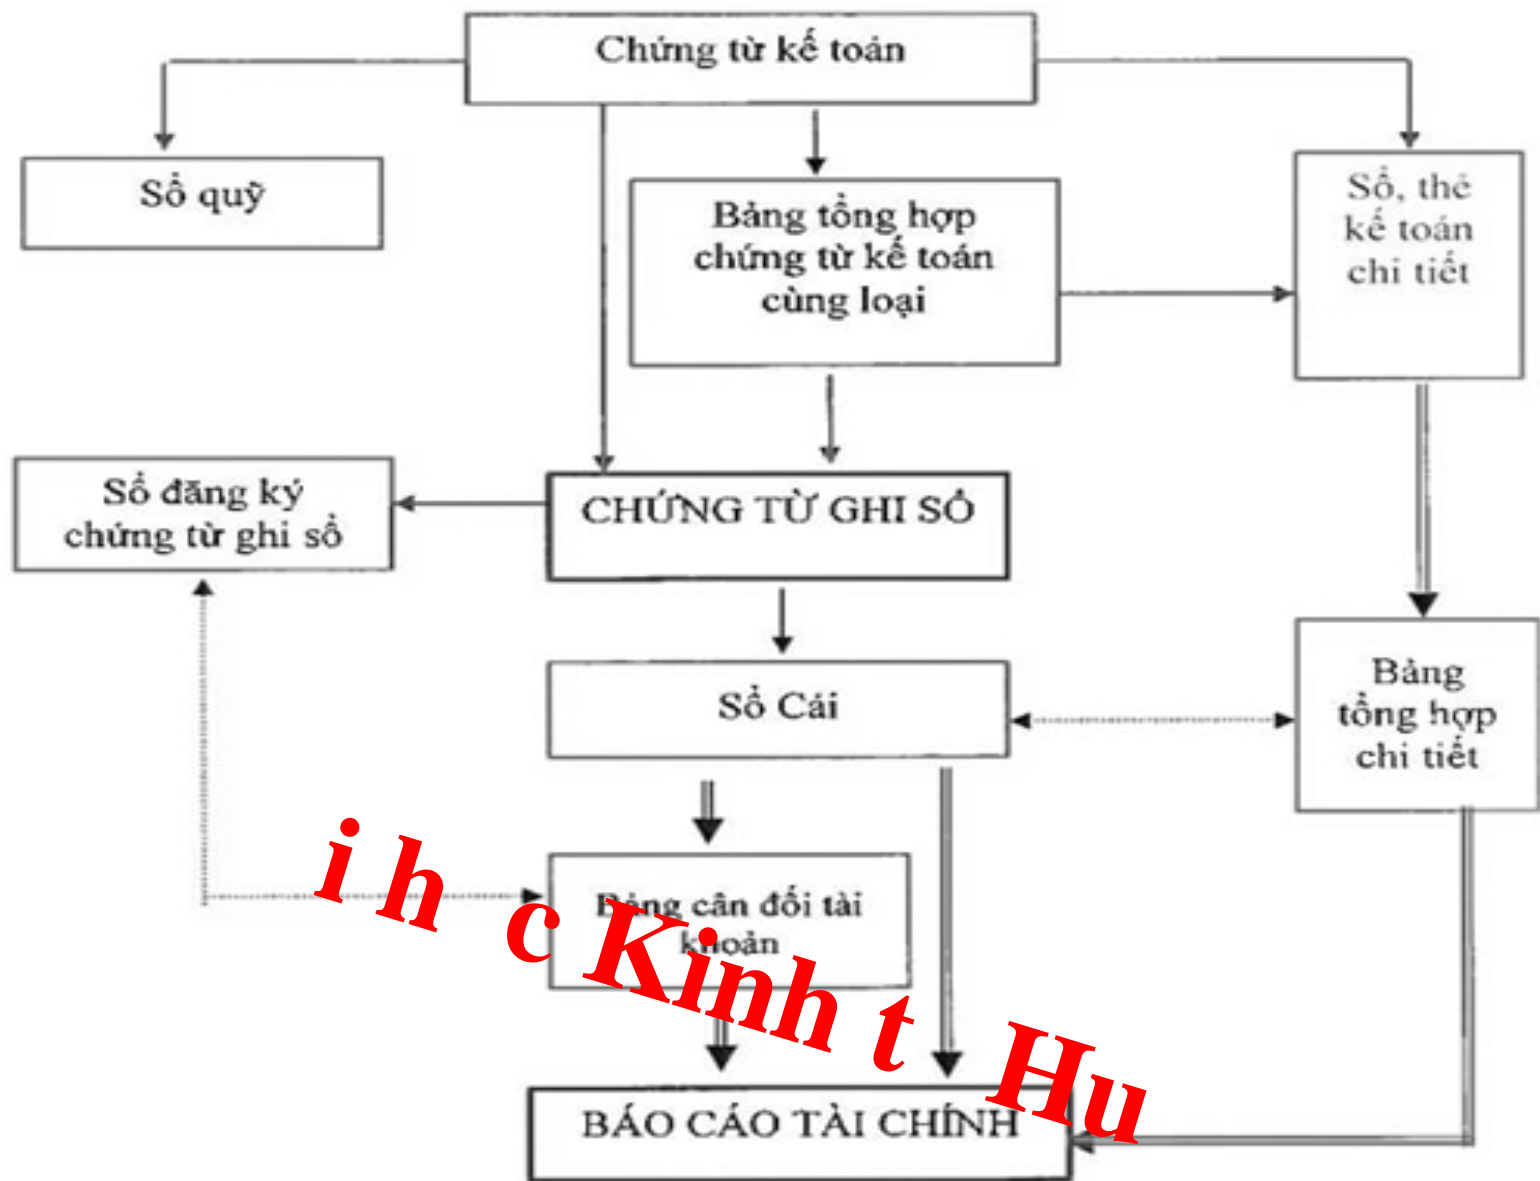 Chứng từ kế toán
Sổ quỹ
Bảng tổng hợp
chứng từ kế toán
cùng loại
Sổ, thẻ
kế toán
chi tiết
Sổ đăng ký
chứng từ ghi sổ
CHỨNG TỪ GHI SỔ
Sổ Cái
Bảng
tổng hợp
chi tiết
Bảng cân đối tài
khoản
BÁO CÁO TÀI CHÍNH
i h c Kinh t Hu